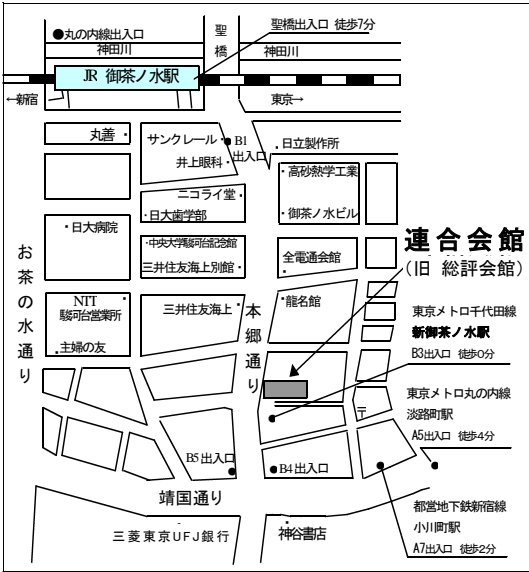 ●丸の内線出入口
神田川
聖橋
聖橋出入口 徒歩7分
神田川
JR 御茶ノ水駅
←新宿
東京→
丸善
サンクレール
B1
出入口
日立製作所
井上眼科
高砂熱学工業
ニコライ堂
日大歯学部
御茶ノ水ビル
日大病院
中央大学駿河台記念館
全電通会館
三井住友海上別館
連合会館
(旧 総評会館)
お茶の水通り
NTT
駿河台営業所
主婦の友
三井住友海上
本郷通り
龍名館
東京メトロ千代田線
新御茶ノ水駅
B3出入口 徒歩0分
東京メトロ丸の内線
淡路町駅
A5出入口 徒歩4分
〒
B5出入口
B4出入口
靖国通り
都営地下鉄新宿線
小川町駅
A7出入口 徒歩2分
三菱東京UFJ銀行
神谷書店